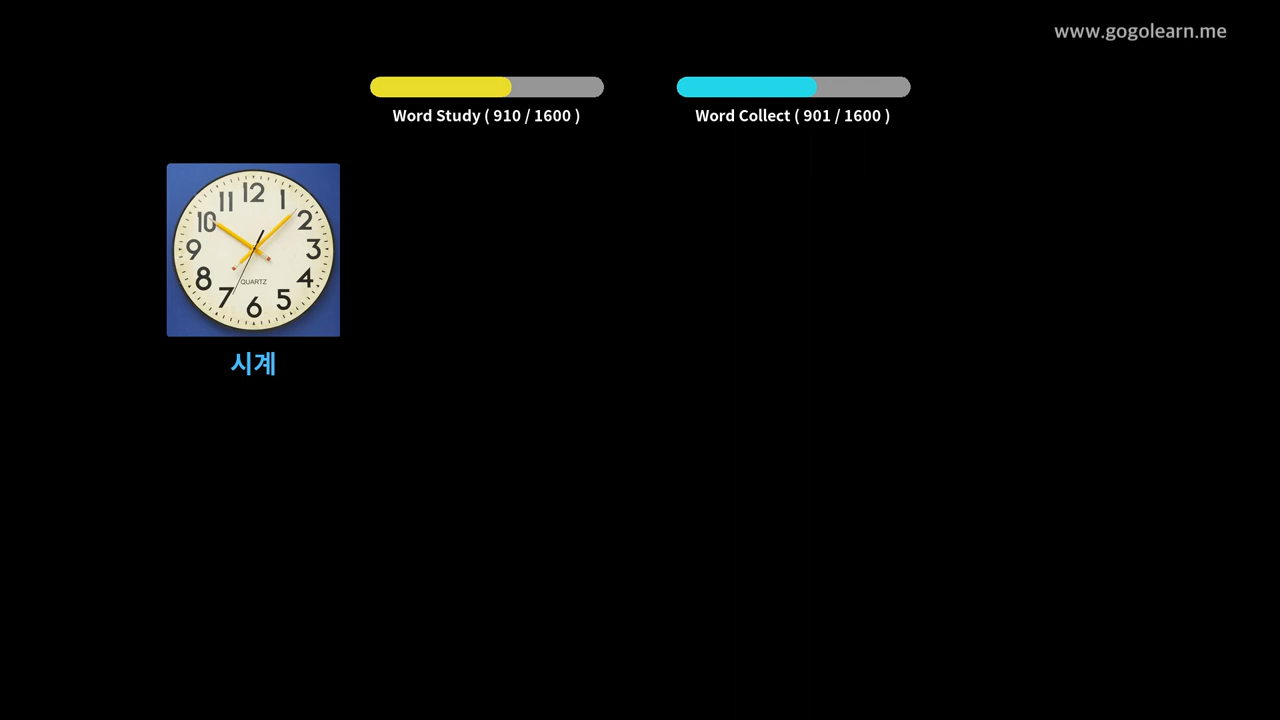 www.gogolearn.me
Word Study ( 910 / 1600 )
Word Collect ( 901 / 1600 )
12
11
1
10
2
9
3
8
4
QUARTZ
7
5
6
시계